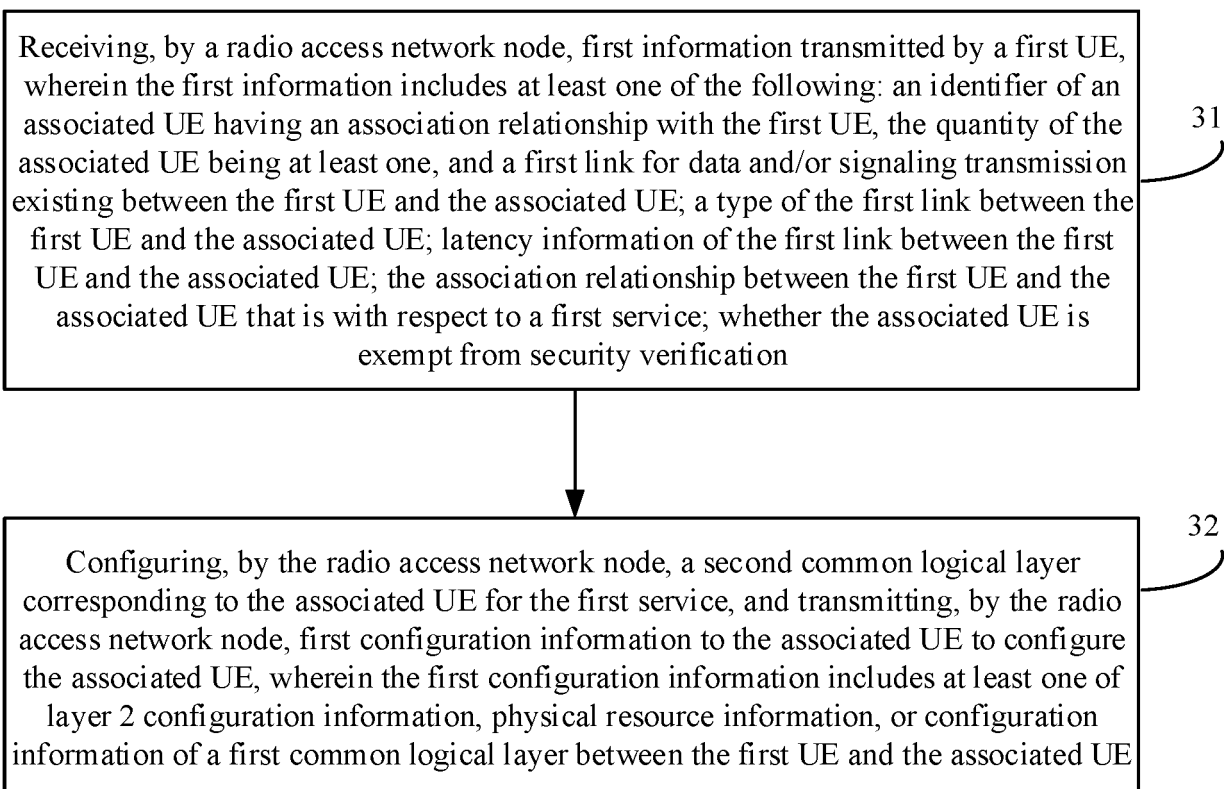 Receiving, by a radio access network node, first information transmitted by a first UE,
wherein the first information includes at least one of the following: an identifier of an
associated UE having an association relationship with the first UE, the quantity of the
associated UE being at least one, and a first link for data and/or signaling transmission
existing between the first UE and the associated UE; a type of the first link between the
first UE and the associated UE; latency information of the first link between the first
UE and the associated UE; the association relationship between the first UE and the
associated UE that is with respect to a first service; whether the associated UE is
exempt from security verification
31
Configuring, by the radio access network node, a second common logical layer
corresponding to the associated UE for the first service, and transmitting, by the radio
access network node, first configuration information to the associated UE to configure
the associated UE, wherein the first configuration information includes at least one of
layer 2 configuration information, physical resource information, or configuration
information of a first common logical layer between the first UE and the associated UE
32